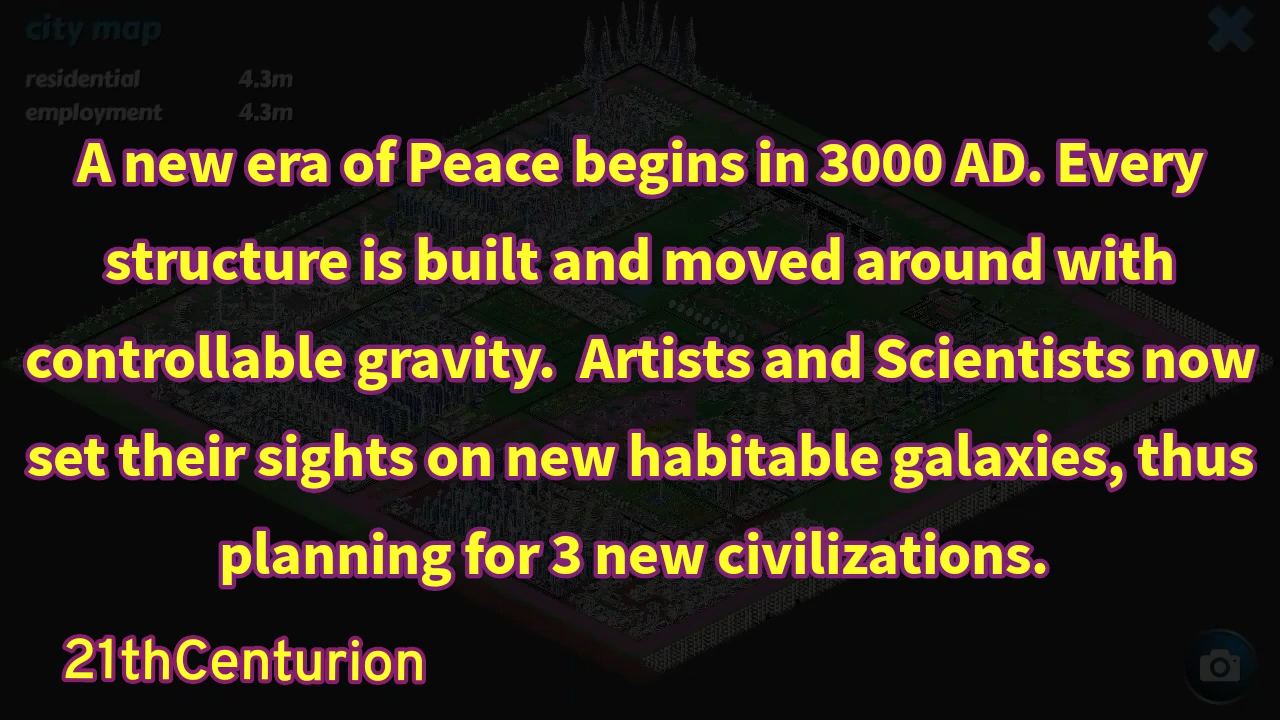 city map
residential 4.3m
employment 4.3m
A new era of Peace begins in 3000 AD. Every
structure is built and moved around with
controllable gravity.  Artists and Scientists now
set their sights on new habitable galaxies, thus
planning for 3 new civilizations.
21thCenturion